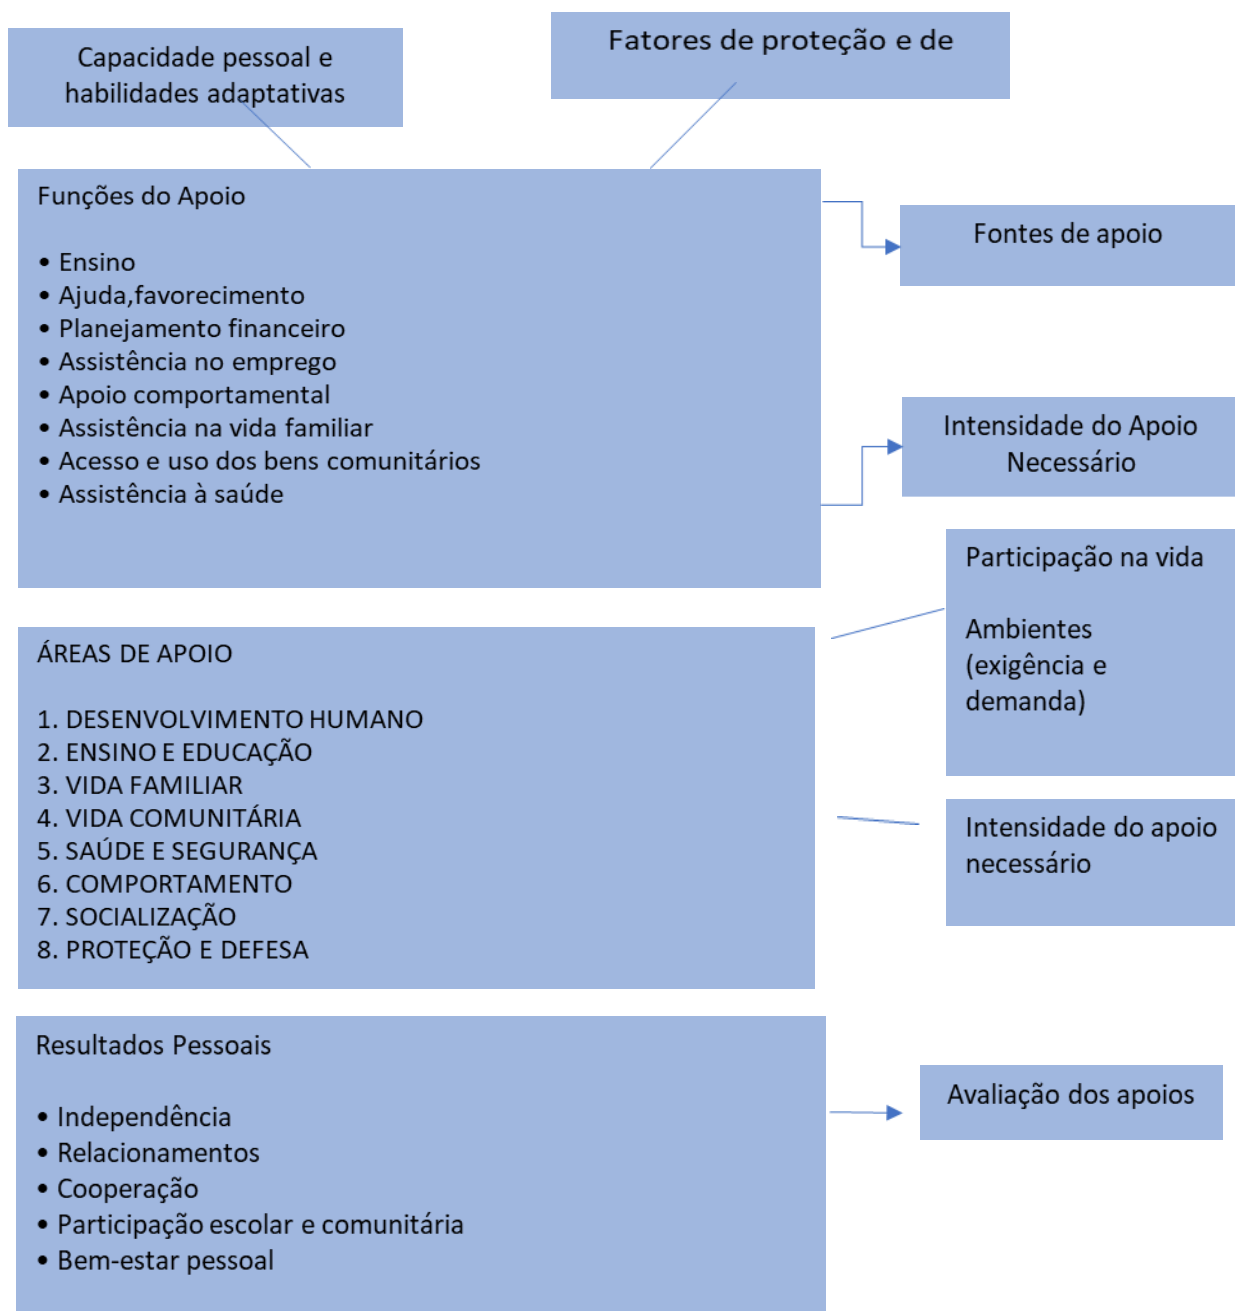 Capacidade pessoal e
habilidades adaptativas
Fatores de proteção e de
Funções do Apoio
• Ensino
• Ajuda,favorecimento
• Planejamento financeiro
• Assistência no emprego
• Apoio comportamental
• Assistência na vida familiar
• Acesso e uso dos bens comunitários
• Assistência à saúde
Fontes de apoio
Intensidade do Apoio
Necessário
Participação na vida
Ambientes
(exigência e
demanda)
ÁREAS DE APOIO
1. DESENVOLVIMENTO HUMANO
2. ENSINO E EDUCAÇÃO
3. VIDA FAMILIAR
4. VIDA COMUNITÁRIA
5. SAÚDE E SEGURANÇA
6. COMPORTAMENTO
7. SOCIALIZAÇÃO
8. PROTEÇÃO E DEFESA
Intensidade do apoio
necessário
Resultados Pessoais
• Independência
• Relacionamentos
• Cooperação
• Participação escolar e comunitária
• Bem-estar pessoal
Avaliação dos apoios